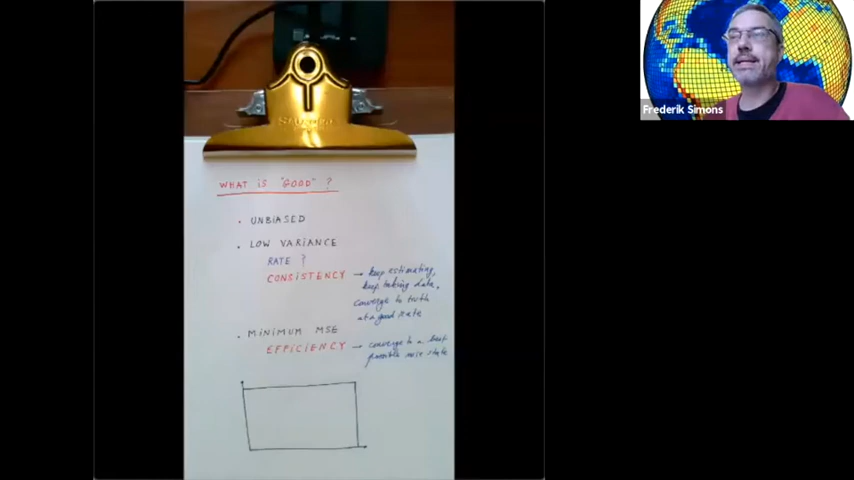 Frederik Simons
WHAT IS "GOOD" ?
• UNBIASED
• LOW VARIANCE
RATE ?
CONSISTENCY → keep estimating,
keep taking data,
converge to truth
at a good rate
• MINIMUM MSE
EFFICIENCY → converge to a best
possible state